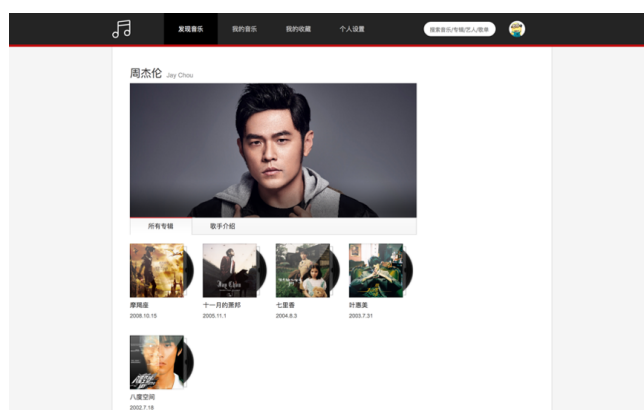 发现音乐
我的音乐
我的收藏
个人设置
搜索音乐/专辑/艺人/歌单
周杰伦 Jay Chou
所有专辑
歌手介绍
摩羯座
2008.10.15
十一月的萧邦
2005.11.1
七里香
2004.8.3
叶惠美
2003.7.31
八度空间
2002.7.18